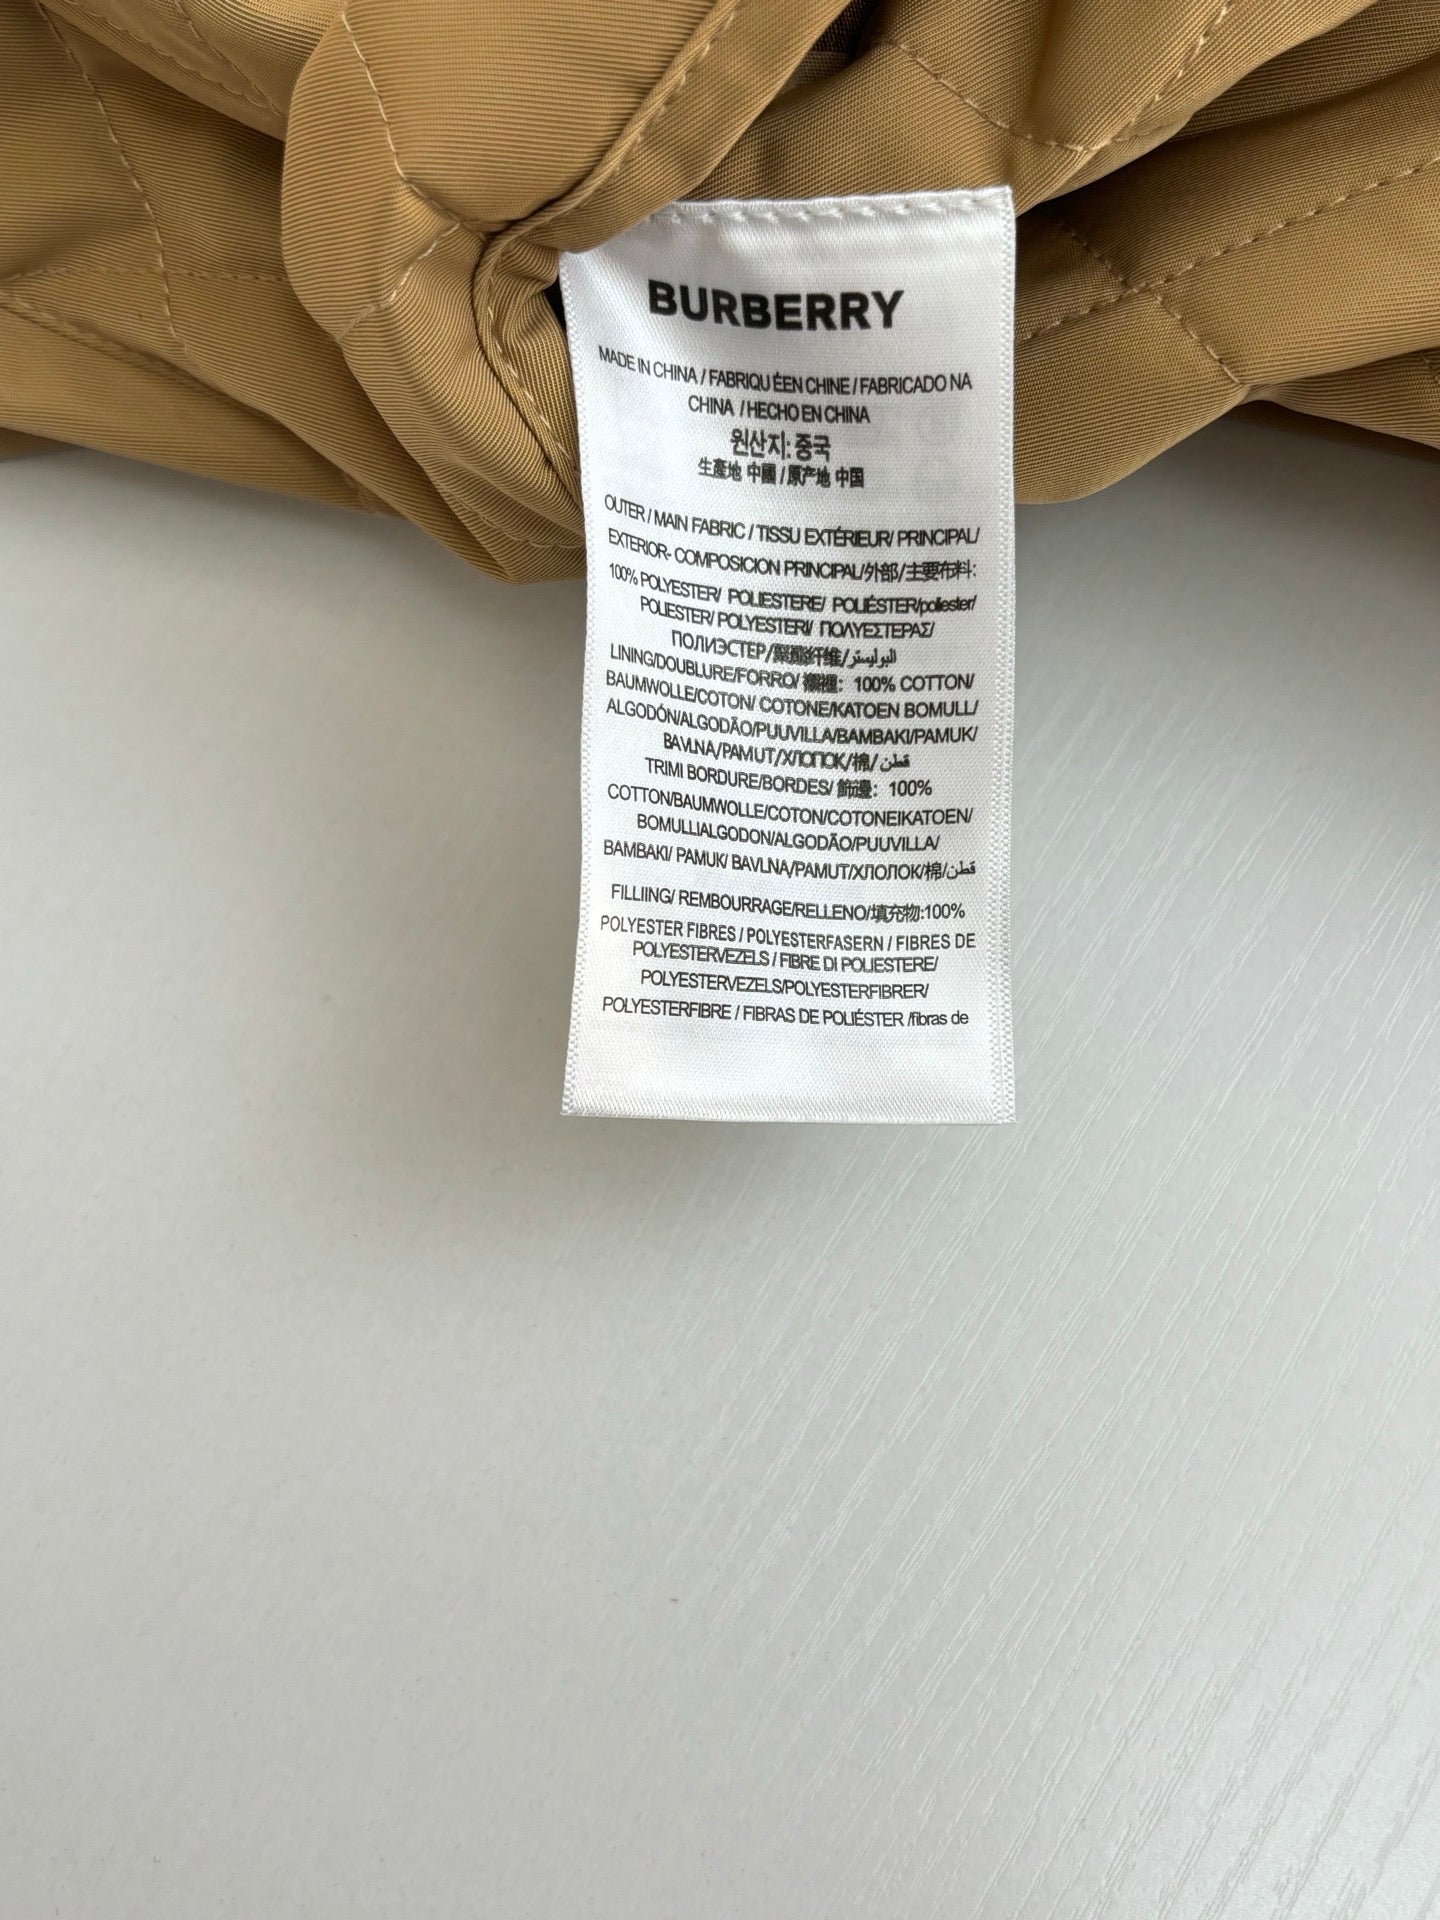 BURBERRY
MADE IN CHINA / FABRIQU ÉEN CHINE / FABRICADO NA
CHINA / HECHO EN CHINA
원산지: 중국
生產地 中國 / 原产地 中国
OUTER / MAIN FABRIC / TISSU EXTÉRIEUR/ PRINCIPAL/
EXTERIOR- COMPOSICION PRINCIPAL/外部/主要布料:
100% POLYESTER/ POLIESTERE/ POLIÉSTER/poliester/
POLIESTER/ POLYESTERI/ ΠΟΛΥΕΣΤΕΡΑΣ/
ПОЛИЭСТЕР/聚酯纤维/البوليستر/
LINING/DOUBLURE/FORRO/ 襯裡: 100% COTTON/
BAUMWOLLE/COTON/ COTONE/KATOEN BOMULL/
ALGODÓN/ALGODÃO/PUUVILLA/BAMBAKI/PAMUK/
BAVLNA/PAMUT/ХЛОПОК/棉/ قطن
TRIMI BORDURE/BORDES/ 飾邊: 100%
COTTON/BAUMWOLLE/COTON/COTONEIKATOEN/
BOMULLIALGODON/ALGODÃO/PUUVILLA/
BAMBAKI/ PAMUK/ BAVLNA/PAMUT/ХЛОПОК/棉/قطن
FILLIING/ REMBOURRAGE/RELLENO/填充物:100%
POLYESTER FIBRES / POLYESTERFASERN / FIBRES DE
POLYESTERVEZELS / FIBRE DI POLIESTERE/
POLYESTERVEZELS/POLYESTERFIBRER/
POLYESTERFIBRE / FIBRAS DE POLIÉSTER /fibras de